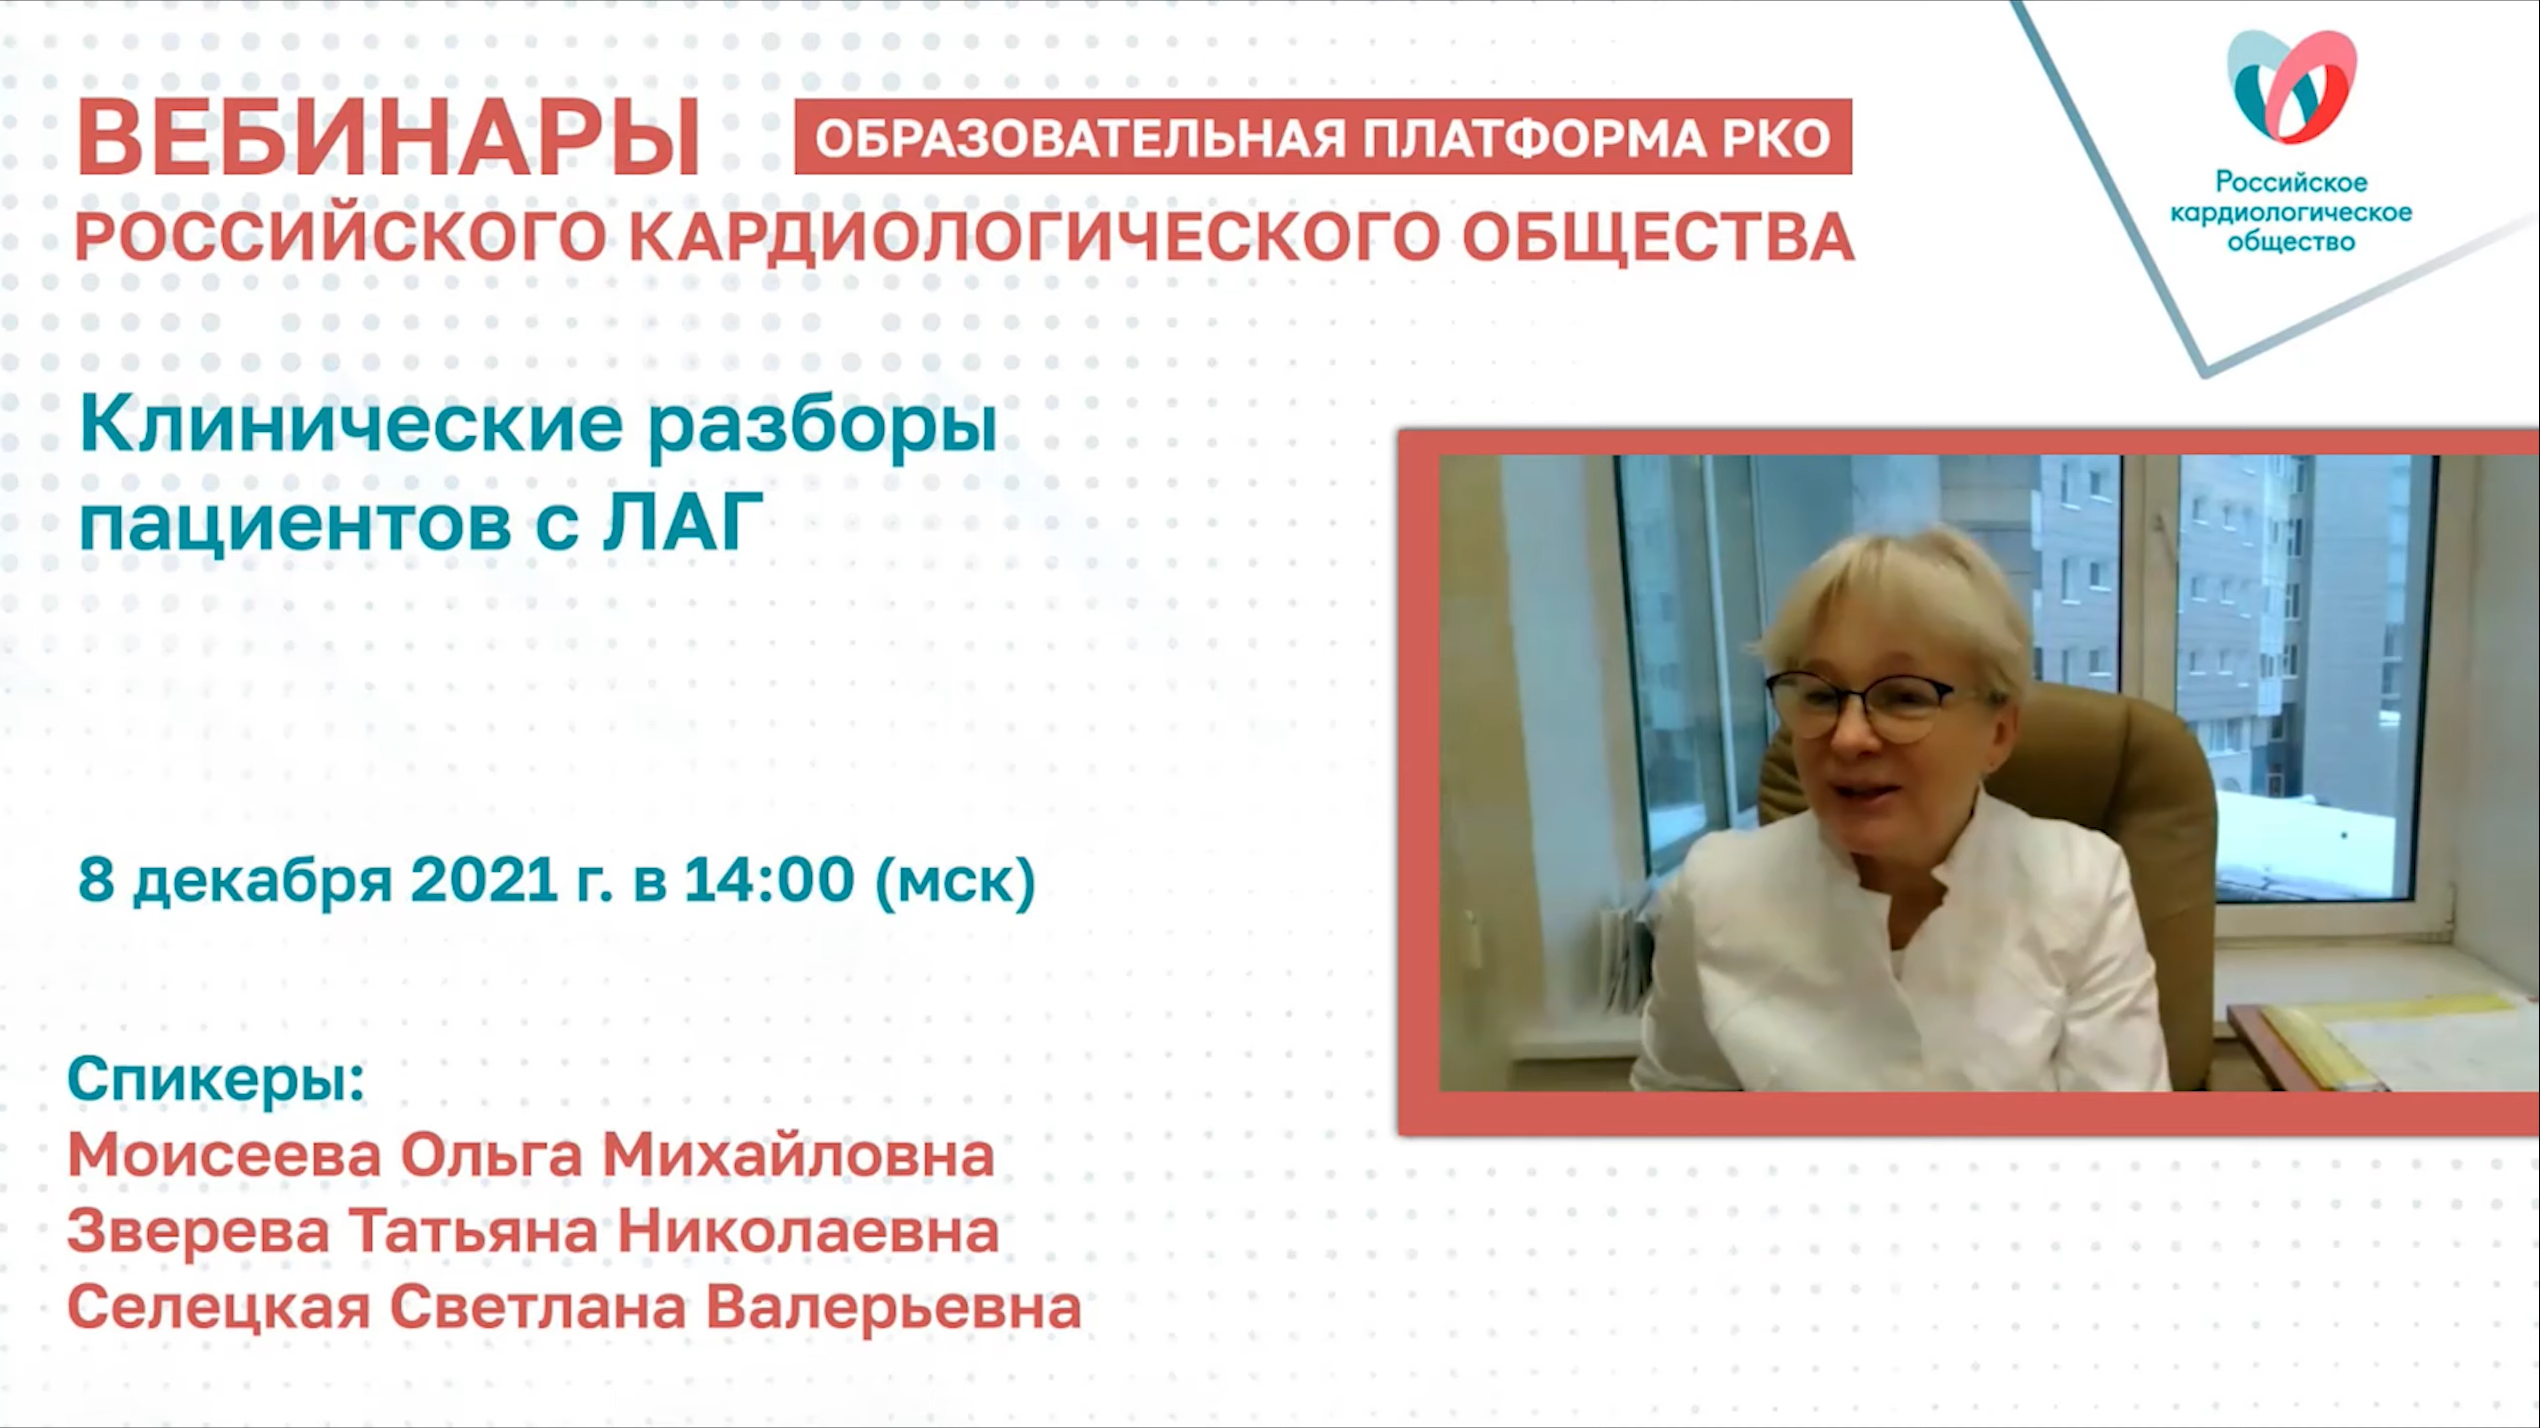 ВЕБИНАРЫ
ОБРАЗОВАТЕЛЬНАЯ ПЛАТФОРМА РКО
РОССИЙСКОГО КАРДИОЛОГИЧЕСКОГО ОБЩЕСТВА
Российское
кардиологическое
общество
Клинические разборы
пациентов с ЛАГ
8 декабря 2021 г. в 14:00 (мск)
Спикеры:
Моисеева Ольга Михайловна
Зверева Татьяна Николаевна
Селецкая Светлана Валерьевна